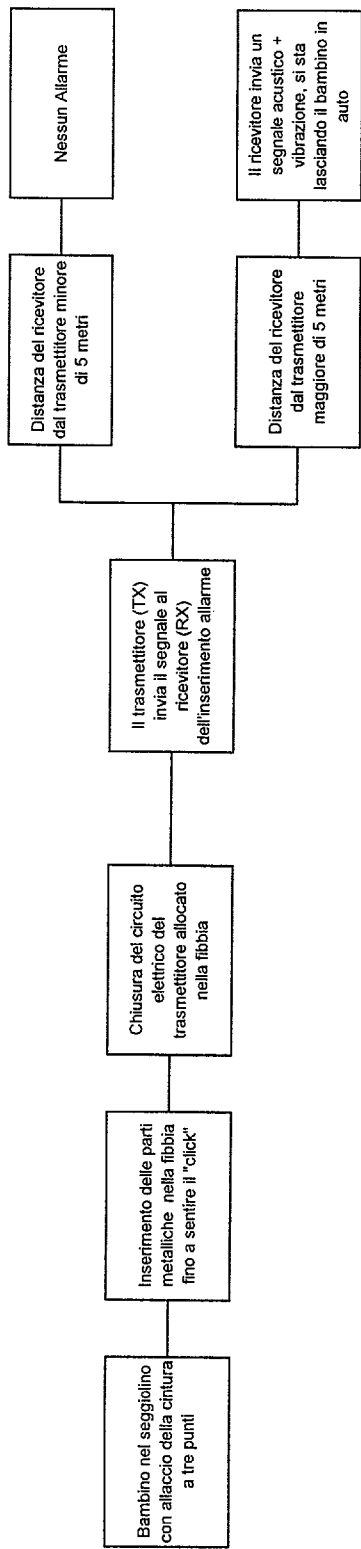 Bambino nel seggiolino
con allaccio della cintura
a tre punti
Inserimento delle parti
metalliche nella fibbia
fino a sentire il "click"
Chiusura del circuito
elettrico del
trasmettitore allocato
nella fibbia
Il trasmettitore (TX)
invia il segnale al
ricevitore (RX)
dell'inserimento allarme
Distanza del ricevitore
dal trasmettitore minore
di 5 metri
Nessun Allarme
Distanza del ricevitore
dal trasmettitore
maggiore di 5 metri
Il ricevitore invia un
segnale acustico +
vibrazione, si sta
lasciando il bambino in
auto